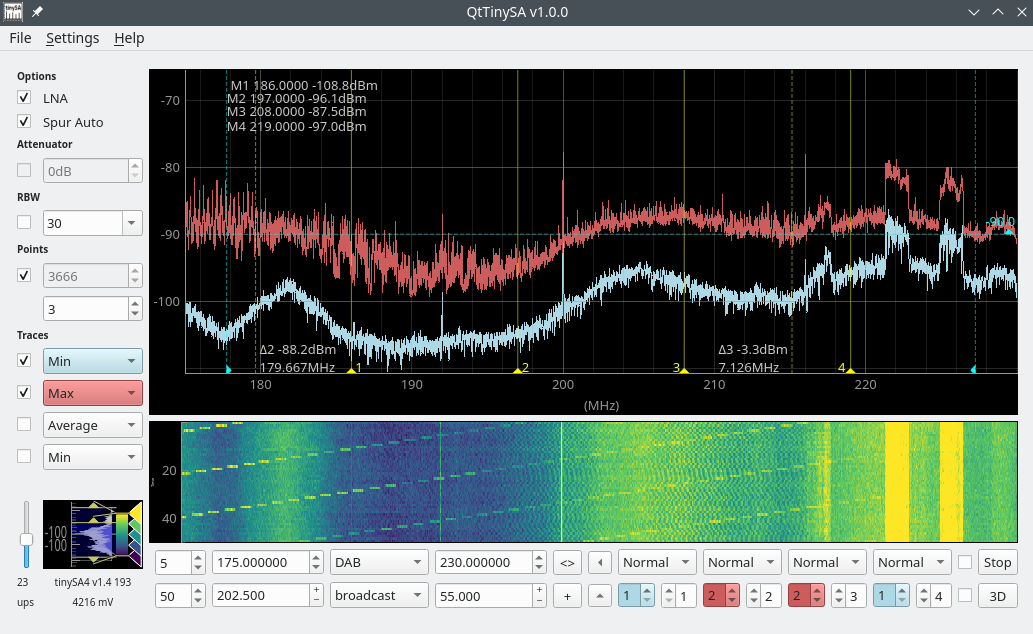 tinySA
QtTinySA v1.0.0
File Settings Help
Options
LNA
Spur Auto
Attenuator
0dB
RBW
30
Points
3666
3
Traces
Min
Max
Average
Min
-100
-100
23
ups
tinySA4 v1.4 193
4216 mV
M1 186.0000 -108.8dBm
M2 197.0000 -96.1dBm
M3 208.0000 -87.5dBm
M4 219.0000 -97.0dBm
-70
-80
-90
-100
-90.0
Δ2 -88.2dBm
179.667MHz
Δ3 -3.3dBm
7.126MHz
1 2 3 4
180 190 200 210 220
(MHz)
20
40
5 175.000000 DAB 230.000000 <> Normal Normal Normal Normal Stop
50 202.500 broadcast 55.000 + 1 1 2 2 2 3 1 4 3D